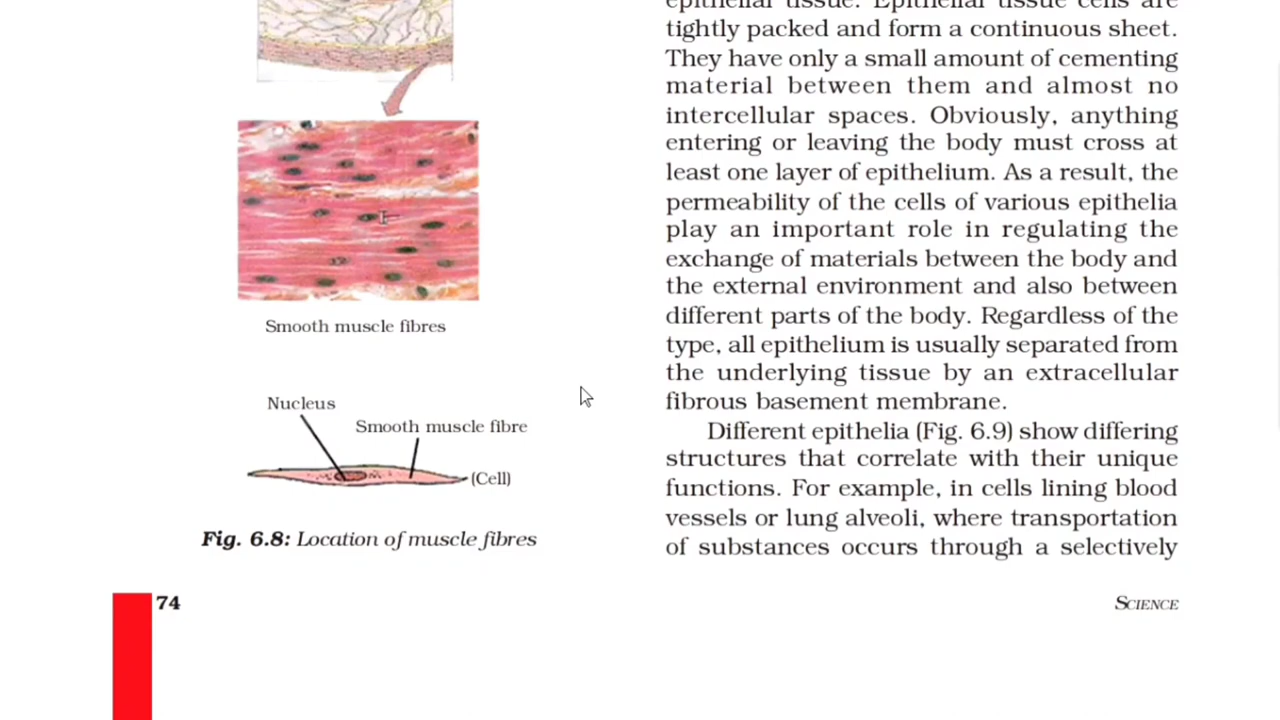 Smooth muscle fibres
Nucleus
Smooth muscle fibre
(Cell)
Fig. 6.8: Location of muscle fibres
74
epithelial tissue. Epithelial tissue cells are
tightly packed and form a continuous sheet.
They have only a small amount of cementing
material between them and almost no
intercellular spaces. Obviously, anything
entering or leaving the body must cross at
least one layer of epithelium. As a result, the
permeability of the cells of various epithelia
play an important role in regulating the
exchange of materials between the body and
the external environment and also between
different parts of the body. Regardless of the
type, all epithelium is usually separated from
the underlying tissue by an extracellular
fibrous basement membrane.
Different epithelia (Fig. 6.9) show differing
structures that correlate with their unique
functions. For example, in cells lining blood
vessels or lung alveoli, where transportation
of substances occurs through a selectively
SCIENCE